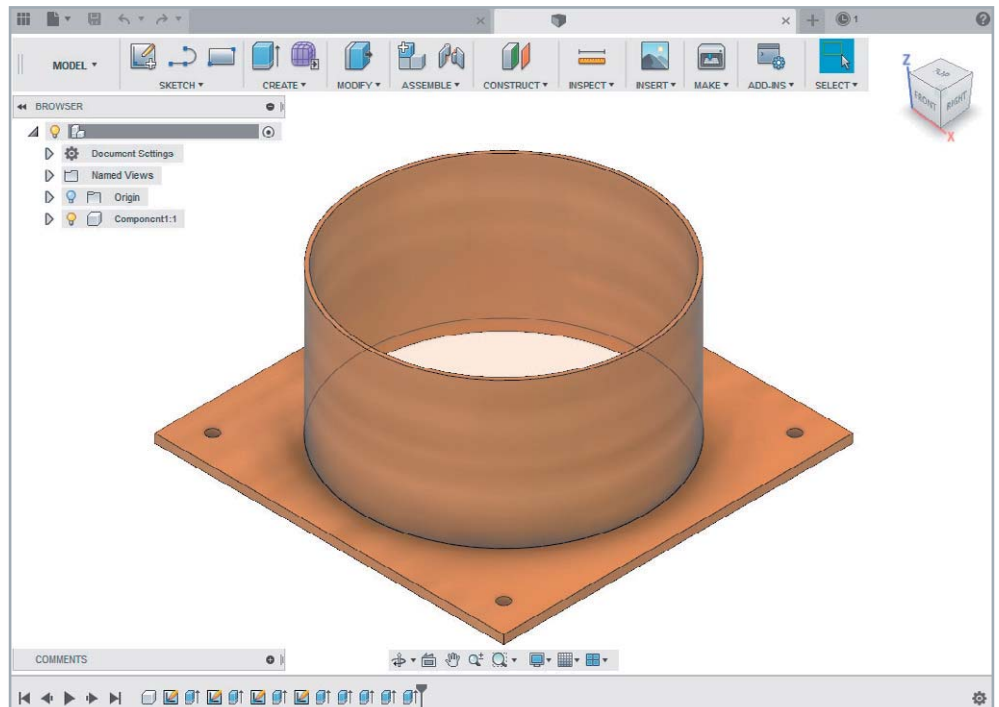 1
MODEL
SKETCH
CREATE
MODIFY
ASSEMBLE
CONSTRUCT
INSPECT
INSERT
MAKE
ADD-INS
SELECT
BROWSER
Document Settings
Named Views
Origin
Component1:1
Z
FRONT
RIGHT
X
COMMENTS